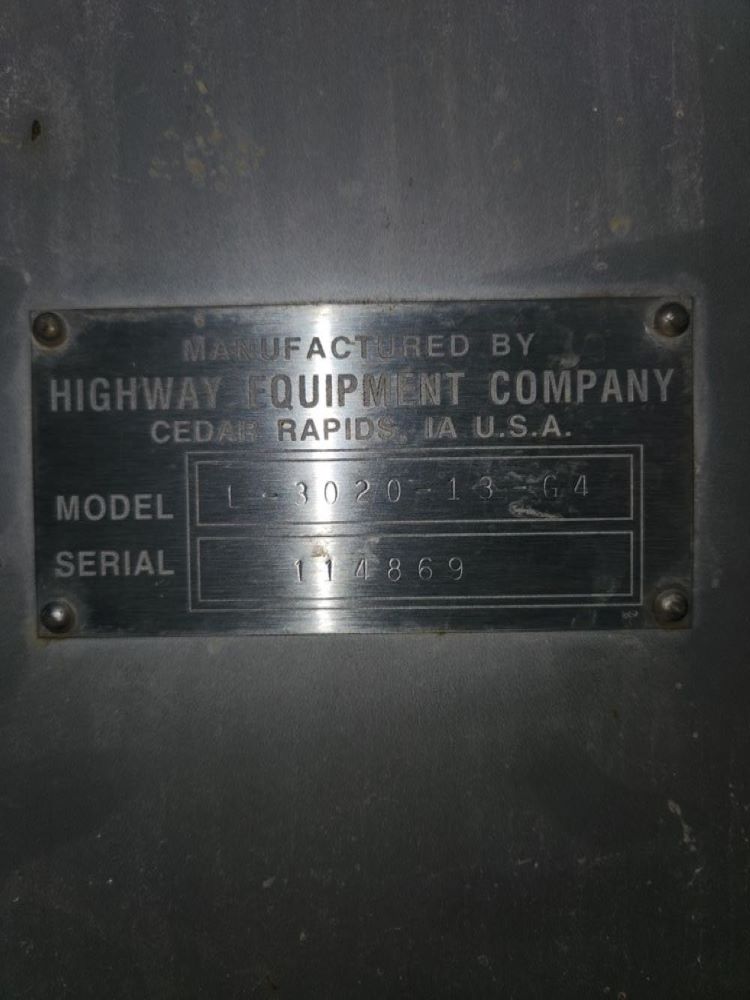 MANUFACTURED BY
HIGHWAY EQUIPMENT COMPANY
CEDAR RAPIDS, IA U.S.A.
MODEL L-3020-13-G4
SERIAL 114869